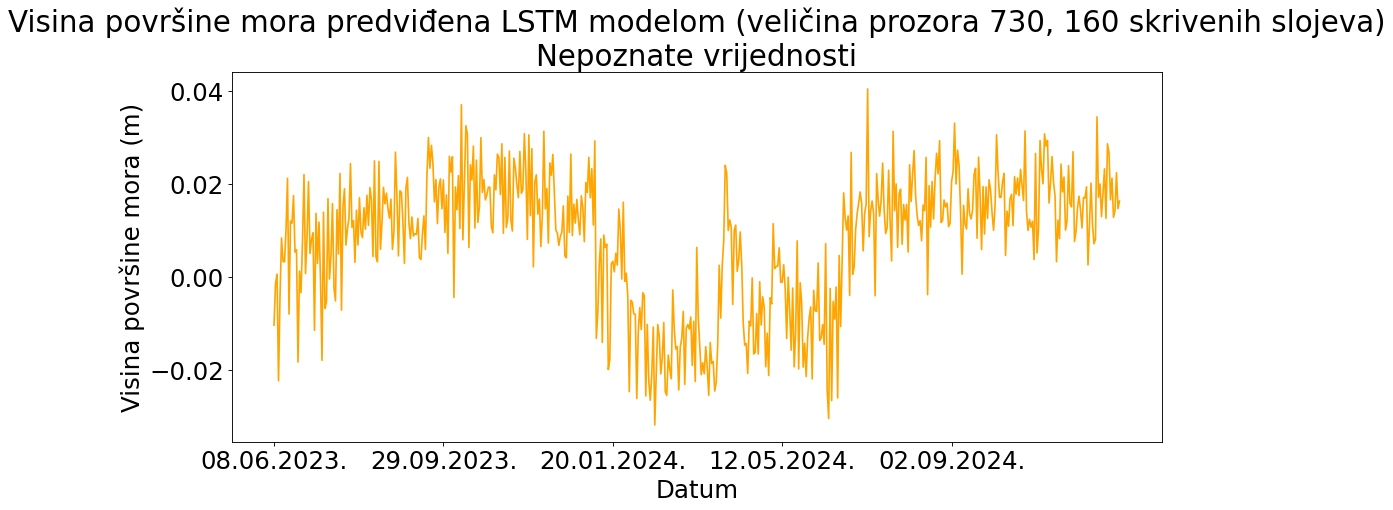 Visina površine mora predviđena LSTM modelom (veličina prozora 730, 160 skrivenih slojeva)
Nepoznate vrijednosti
Visina površine mora (m)
0.04
0.02
0.00
−0.02
08.06.2023.
29.09.2023.
20.01.2024.
12.05.2024.
02.09.2024.
Datum